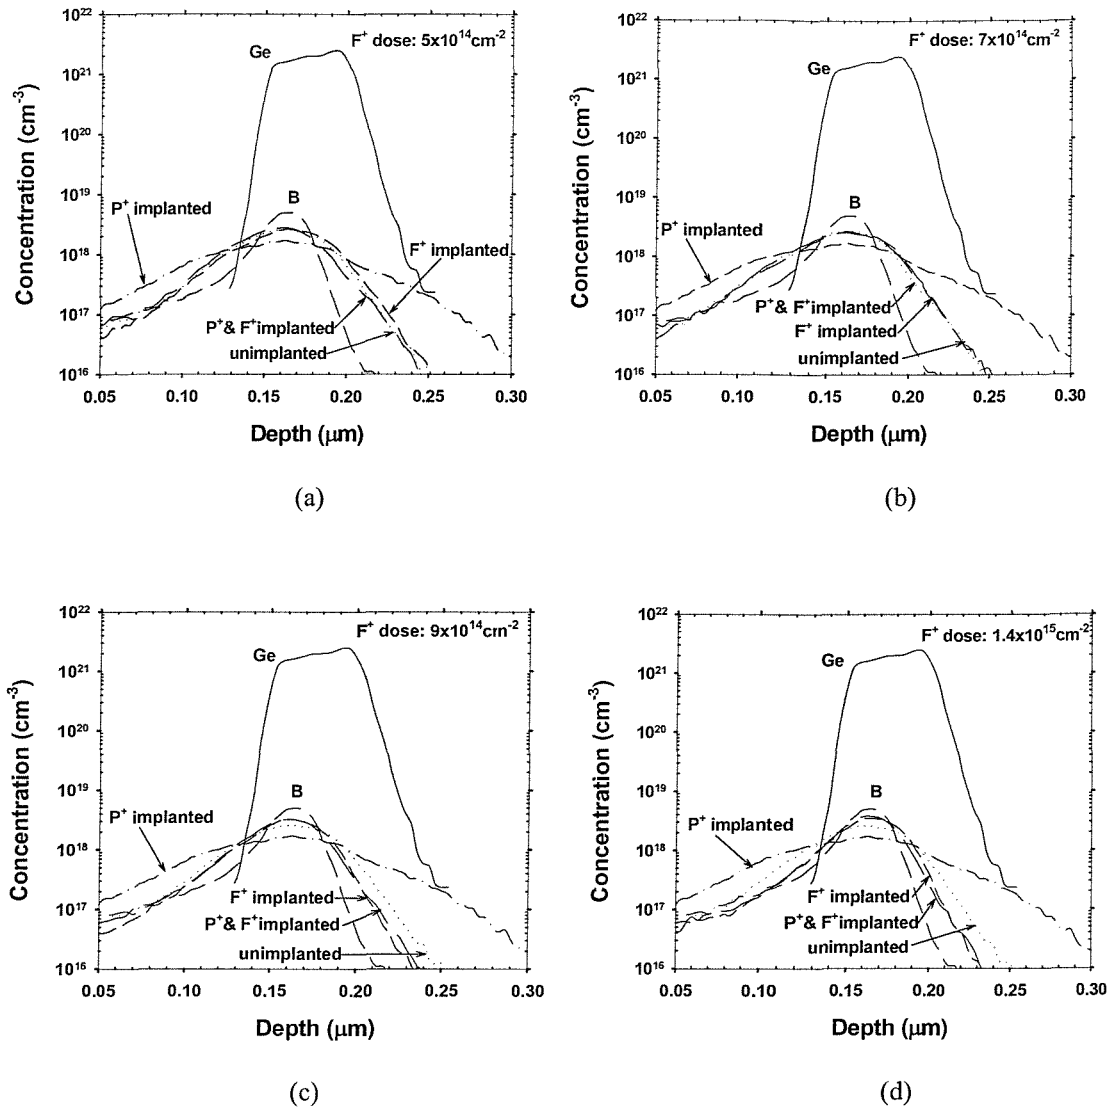 F⁺ dose: 5x10¹⁴cm⁻²
Ge
B
P⁺ implanted
F⁺ implanted
P⁺& F⁺implanted
unimplanted
Concentration (cm⁻³)
10²²
10²¹
10²⁰
10¹⁹
10¹⁸
10¹⁷
10¹⁶
0.05 0.10 0.15 0.20 0.25 0.30
Depth (µm)
(a)
F⁺ dose: 7x10¹⁴cm⁻²
Ge
B
P⁺ implanted
P⁺& F⁺implanted
F⁺ implanted
unimplanted
Concentration (cm⁻³)
10²²
10²¹
10²⁰
10¹⁹
10¹⁸
10¹⁷
10¹⁶
0.05 0.10 0.15 0.20 0.25 0.30
Depth (µm)
(b)
F⁺ dose: 9x10¹⁴crn⁻²
Ge
B
P⁺ implanted
F⁺ implanted
P⁺& F⁺implanted
unimplanted
Concentration (cm⁻³)
10²²
10²¹
10²⁰
10¹⁹
10¹⁸
10¹⁷
10¹⁶
0.05 0.10 0.15 0.20 0.25 0.30
Depth (µm)
(c)
F⁺ dose: 1.4x10¹⁵cm⁻²
Ge
B
P⁺ implanted
F⁺ implanted
P⁺& F⁺implanted
unimplanted
Concentration (cm⁻³)
10²²
10²¹
10²⁰
10¹⁹
10¹⁸
10¹⁷
10¹⁶
0.05 0.10 0.15 0.20 0.25 0.30
Depth (µm)
(d)